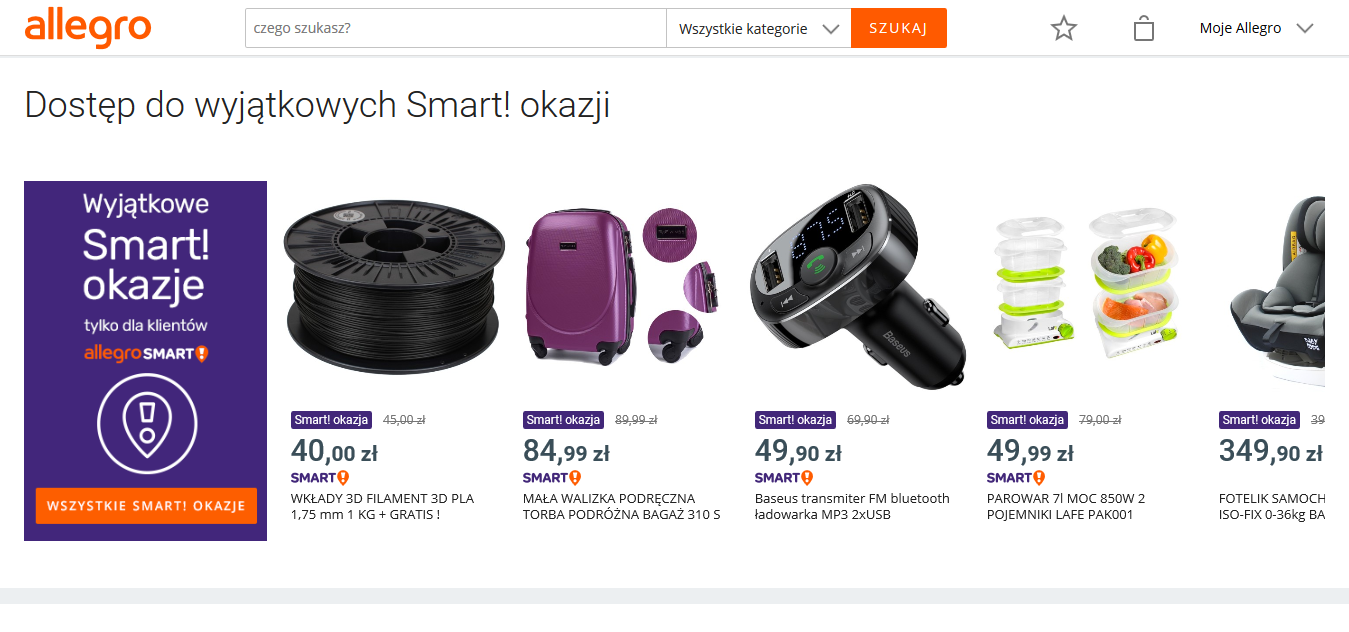 allegro
czego szukasz?
Wszystkie kategorie
SZUKAJ
Moje Allegro
Dostęp do wyjątkowych Smart! okazji
Wyjątkowe
Smart!
okazje
tylko dla klientów
allegro SMART!
WSZYSTKIE SMART! OKAZJE
Baseus
Smart! okazja 45,00 zł
40,00 zł
SMART!
WKŁADY 3D FILAMENT 3D PLA
1,75 mm 1 KG + GRATIS !
Smart! okazja 89,99 zł
84,99 zł
SMART!
MAŁA WALIZKA PODRĘCZNA
TORBA PODRÓŻNA BAGAŻ 310 S
Smart! okazja 69,90 zł
49,90 zł
SMART!
Baseus transmiter FM bluetooth
ładowarka MP3 2xUSB
Smart! okazja 79,00 zł
49,99 zł
SMART!
PAROWAR 7l MOC 850W 2
POJEMNIKI LAFE PAK001
Smart! okazja 39
349,90 zł
FOTELIK SAMOCH
ISO-FIX 0-36kg BA